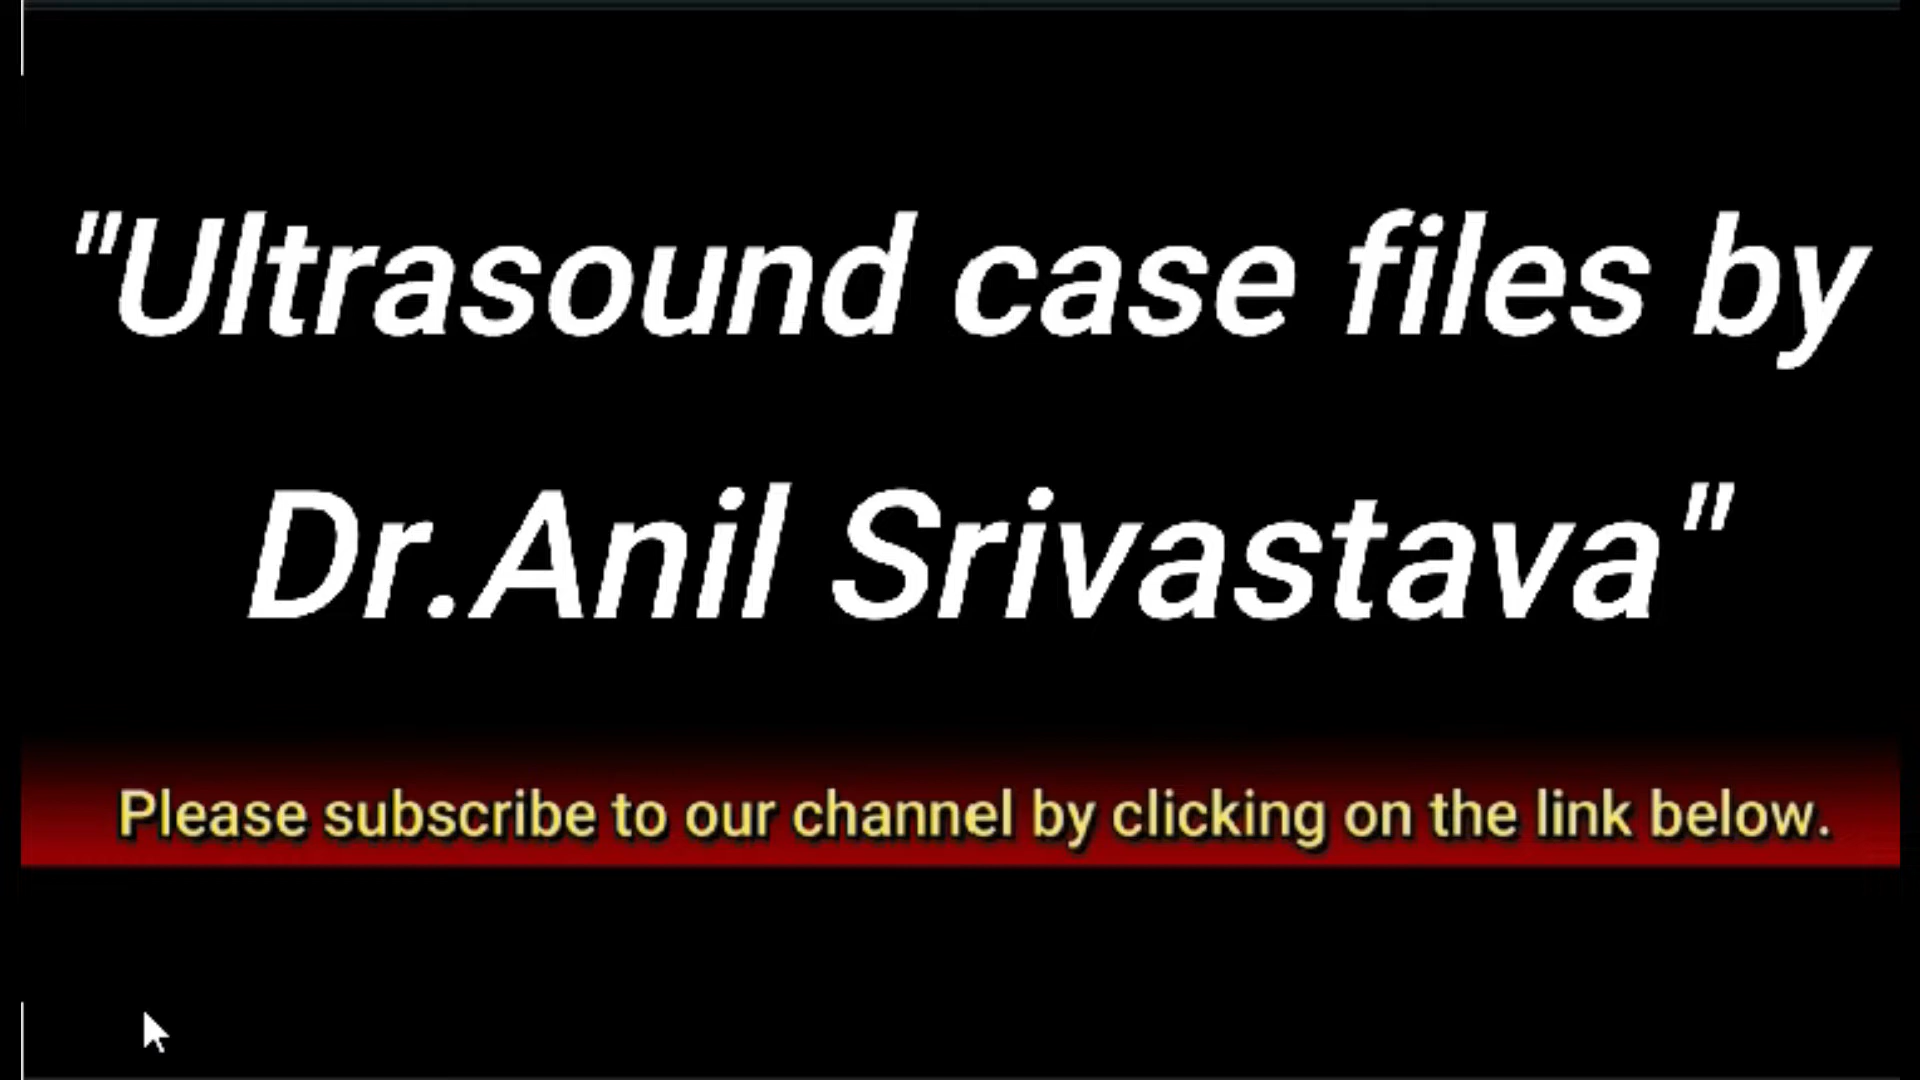 "Ultrasound case files by
Dr.Anil Srivastava"
Please subscribe to our channel by clicking on the link below.